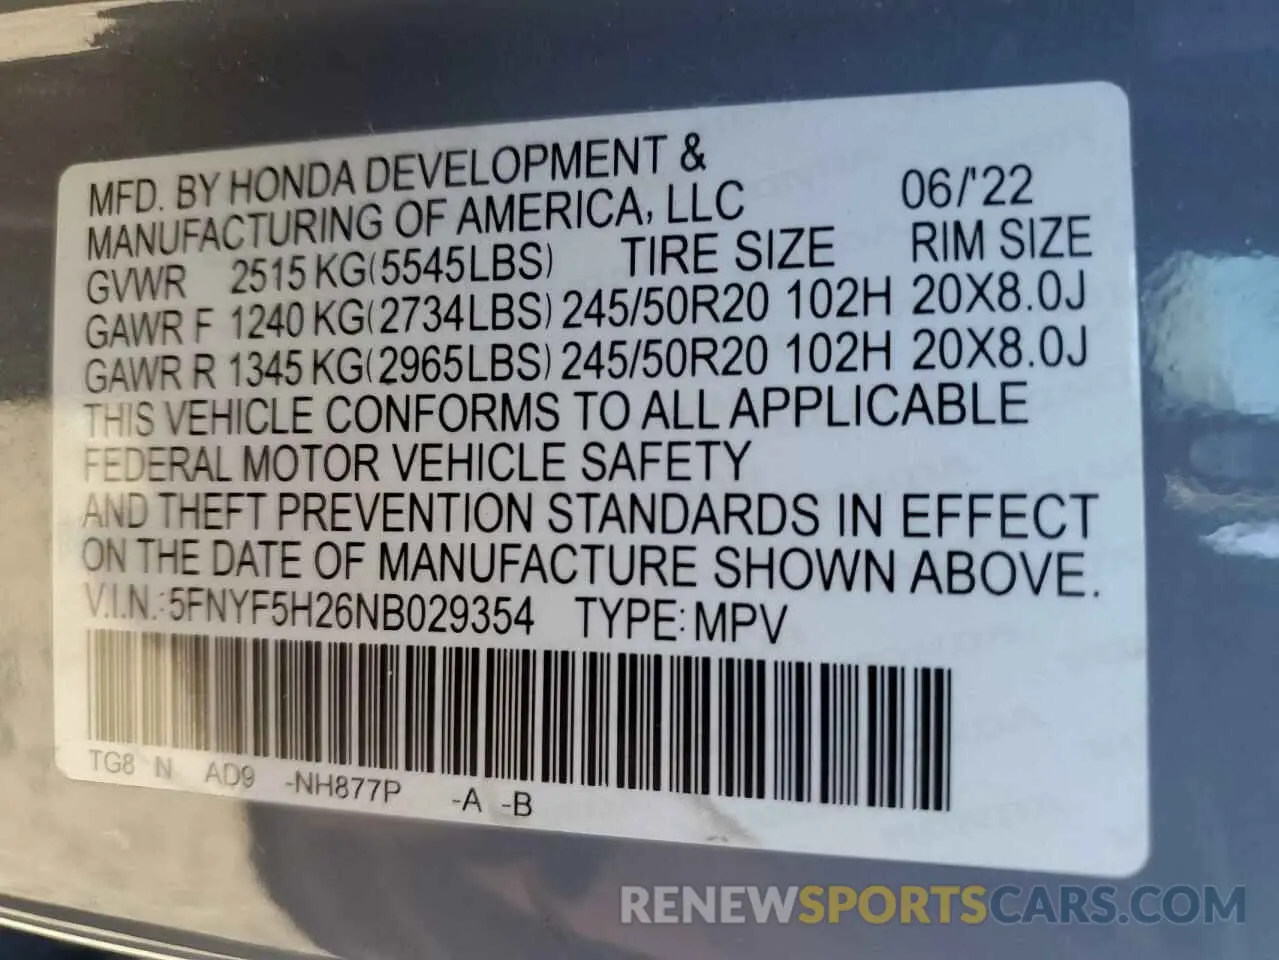 MFD. BY HONDA DEVELOPMENT &
MANUFACTURING OF AMERICA, LLC 06/'22
GVWR 2515 KG(5545LBS) TIRE SIZE RIM SIZE
GAWR F 1240 KG(2734LBS) 245/50R20 102H 20X8.0J
GAWR R 1345 KG(2965LBS) 245/50R20 102H 20X8.0J
THIS VEHICLE CONFORMS TO ALL APPLICABLE
FEDERAL MOTOR VEHICLE SAFETY
AND THEFT PREVENTION STANDARDS IN EFFECT
ON THE DATE OF MANUFACTURE SHOWN ABOVE.
V.I.N.: 5FNYF5H26NB029354 TYPE: MPV
TG8 N AD9 -NH877P -A -B
RENEWSPORTSCARS.COM